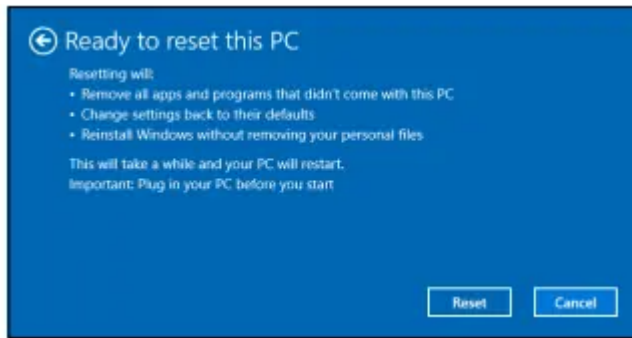 Ready to reset this PC
Resetting will:
• Remove all apps and programs that didn't come with this PC
• Change settings back to their defaults
• Reinstall Windows without removing your personal files
This will take a while and your PC will restart.
Important: Plug in your PC before you start
Reset
Cancel